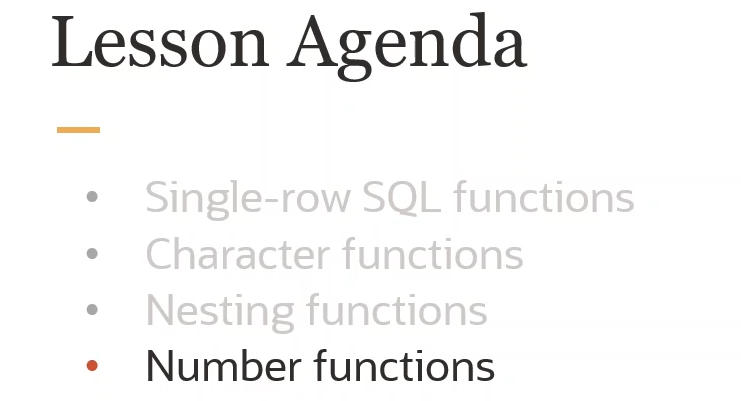 Lesson Agenda
• Single-row SQL functions
• Character functions
• Nesting functions
• Number functions